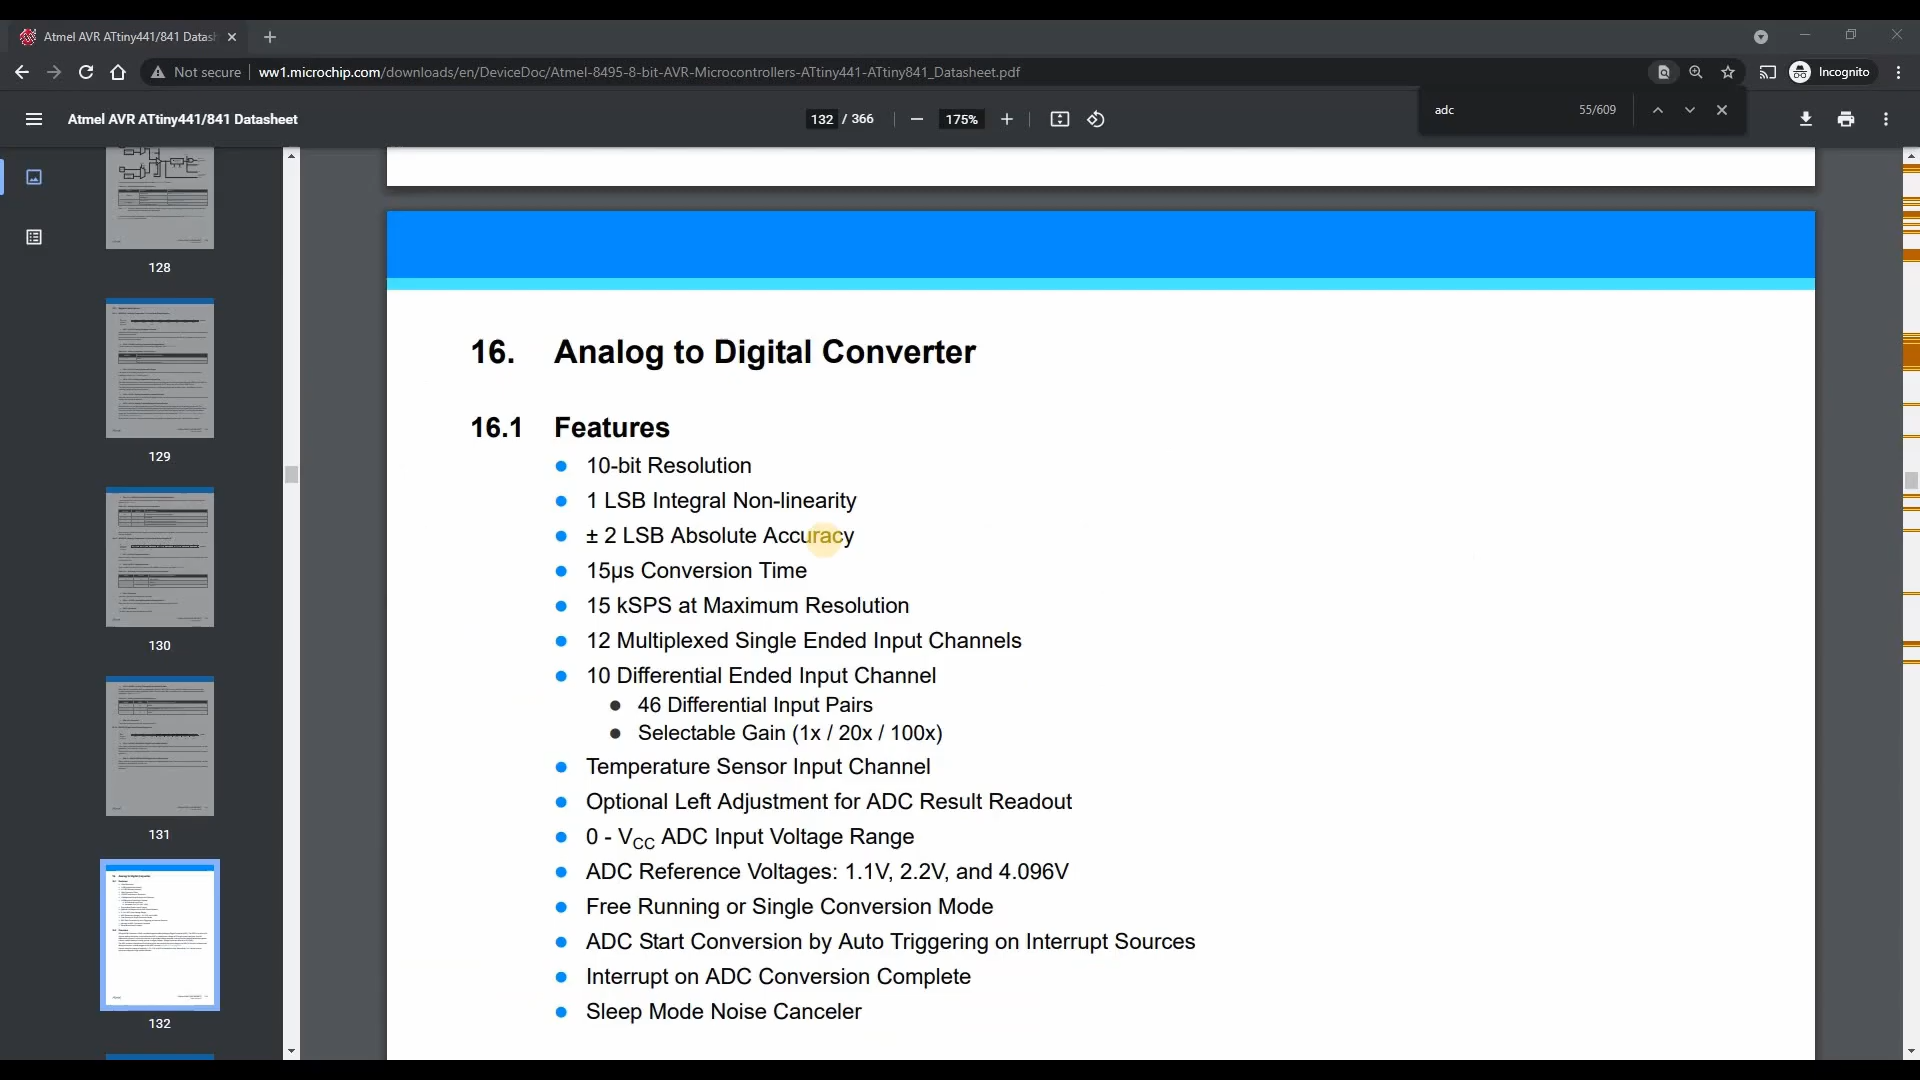 Atmel AVR ATtiny441/841 Datash
Not secure ww1.microchip.com/downloads/en/DeviceDoc/Atmel-8495-8-bit-AVR-Microcontrollers-ATtiny441-ATtiny841_Datasheet.pdf
Incognito
Atmel AVR ATtiny441/841 Datasheet
132 / 366
175%
adc
55/609
128
129
130
131
132
16. Analog to Digital Converter
16.1 Features
10-bit Resolution
1 LSB Integral Non-linearity
± 2 LSB Absolute Accuracy
15µs Conversion Time
15 kSPS at Maximum Resolution
12 Multiplexed Single Ended Input Channels
10 Differential Ended Input Channel
46 Differential Input Pairs
Selectable Gain (1x / 20x / 100x)
Temperature Sensor Input Channel
Optional Left Adjustment for ADC Result Readout
0 - VCC ADC Input Voltage Range
ADC Reference Voltages: 1.1V, 2.2V, and 4.096V
Free Running or Single Conversion Mode
ADC Start Conversion by Auto Triggering on Interrupt Sources
Interrupt on ADC Conversion Complete
Sleep Mode Noise Canceler